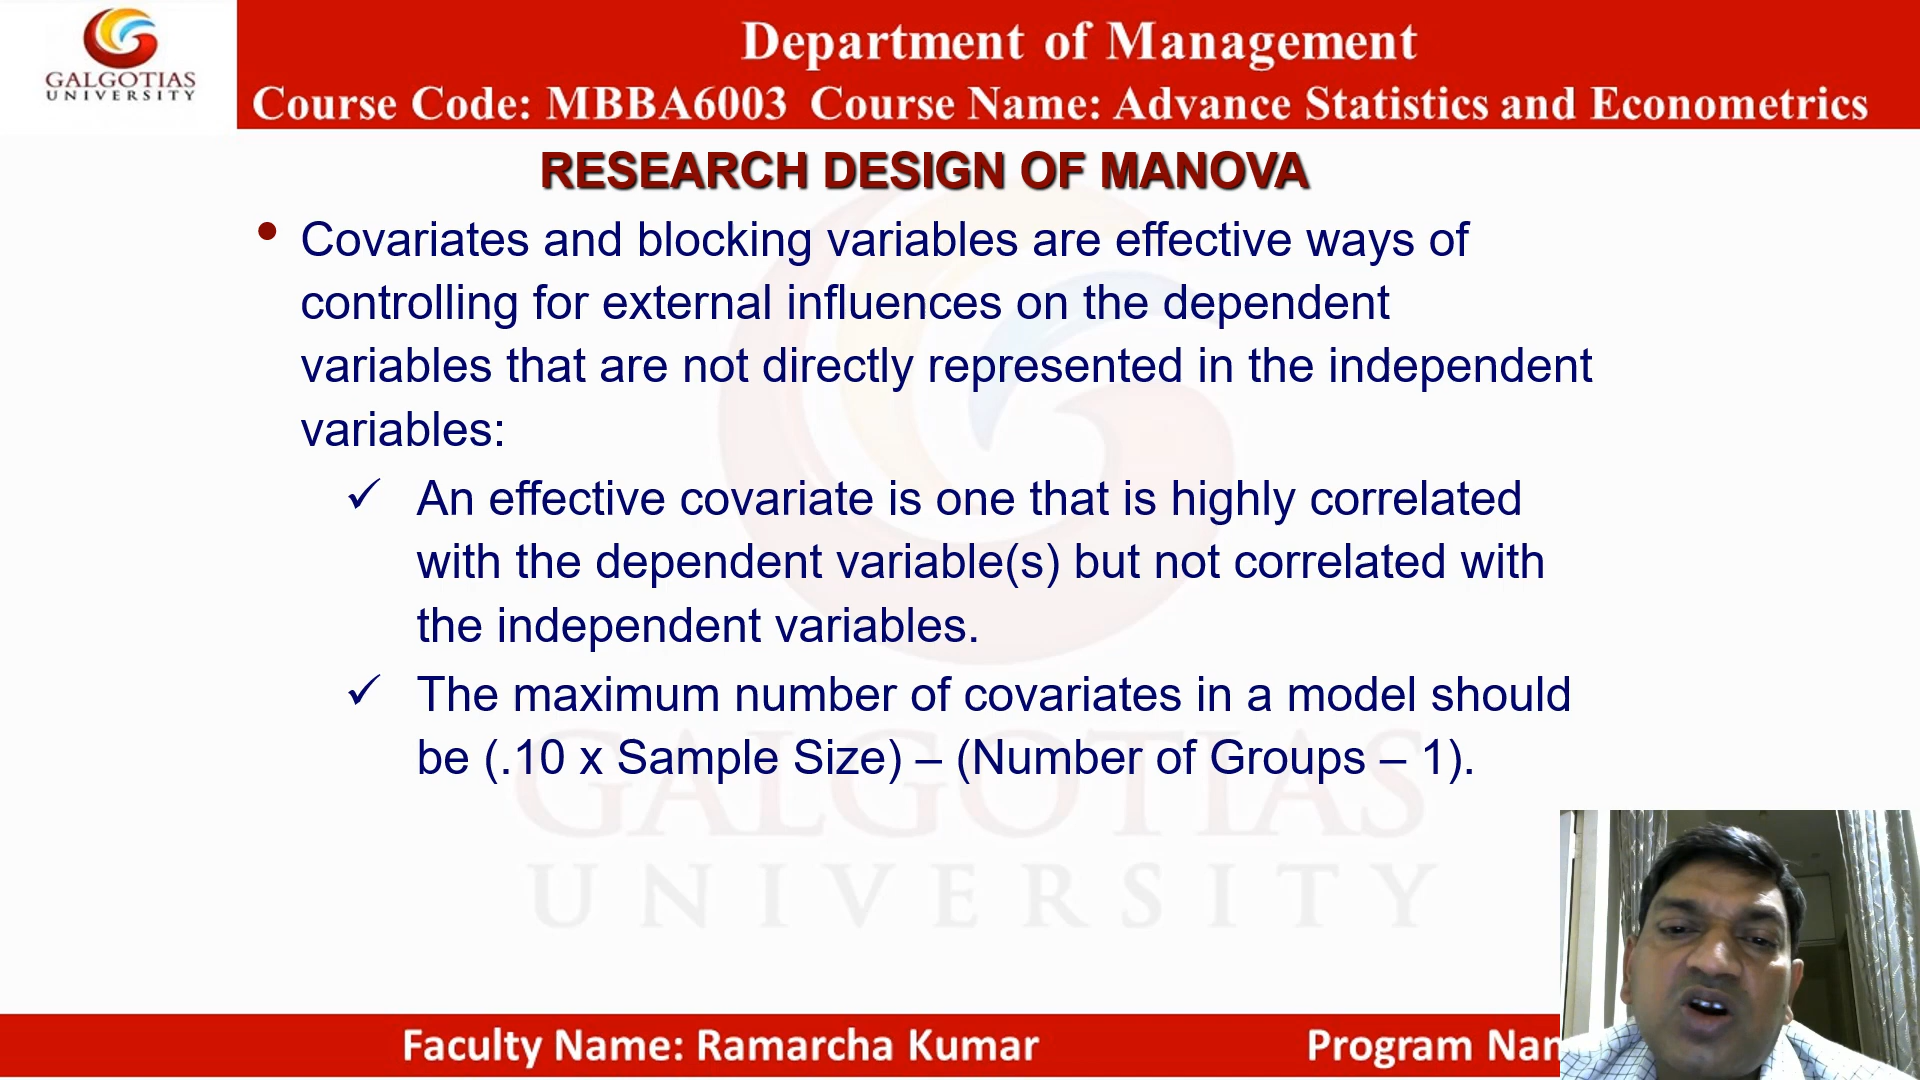 GALGOTIAS
UNIVERSITY
Department of Management
Course Code: MBBA6003 Course Name: Advance Statistics and Econometrics
RESEARCH DESIGN OF MANOVA
• Covariates and blocking variables are effective ways of
controlling for external influences on the dependent
variables that are not directly represented in the independent
variables:
✓ An effective covariate is one that is highly correlated
with the dependent variable(s) but not correlated with
the independent variables.
✓ The maximum number of covariates in a model should
be (.10 x Sample Size) – (Number of Groups – 1).
GALGOTIAS
UNIVERSITY
Faculty Name: Ramarcha Kumar
Program